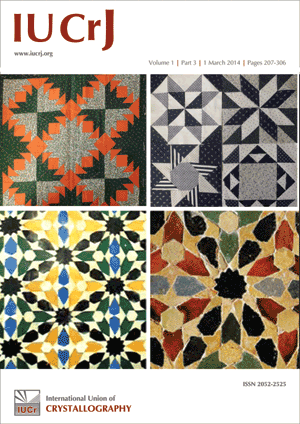 IUCrJ
www.iucrj.org
Volume 1 | Part 3 | 1 March 2014 | Pages 207-306
ISSN 2052-2525
IUCr
International Union of
CRYSTALLOGRAPHY